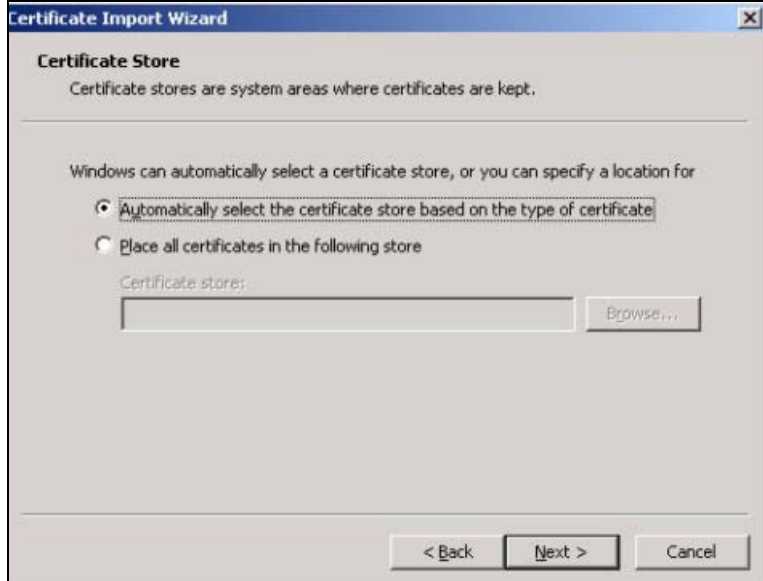 Certificate Import Wizard
Certificate Store
Certificate stores are system areas where certificates are kept.
Windows can automatically select a certificate store, or you can specify a location for
Automatically select the certificate store based on the type of certificate
Place all certificates in the following store
Certificate store:
Browse...
< Back Next > Cancel